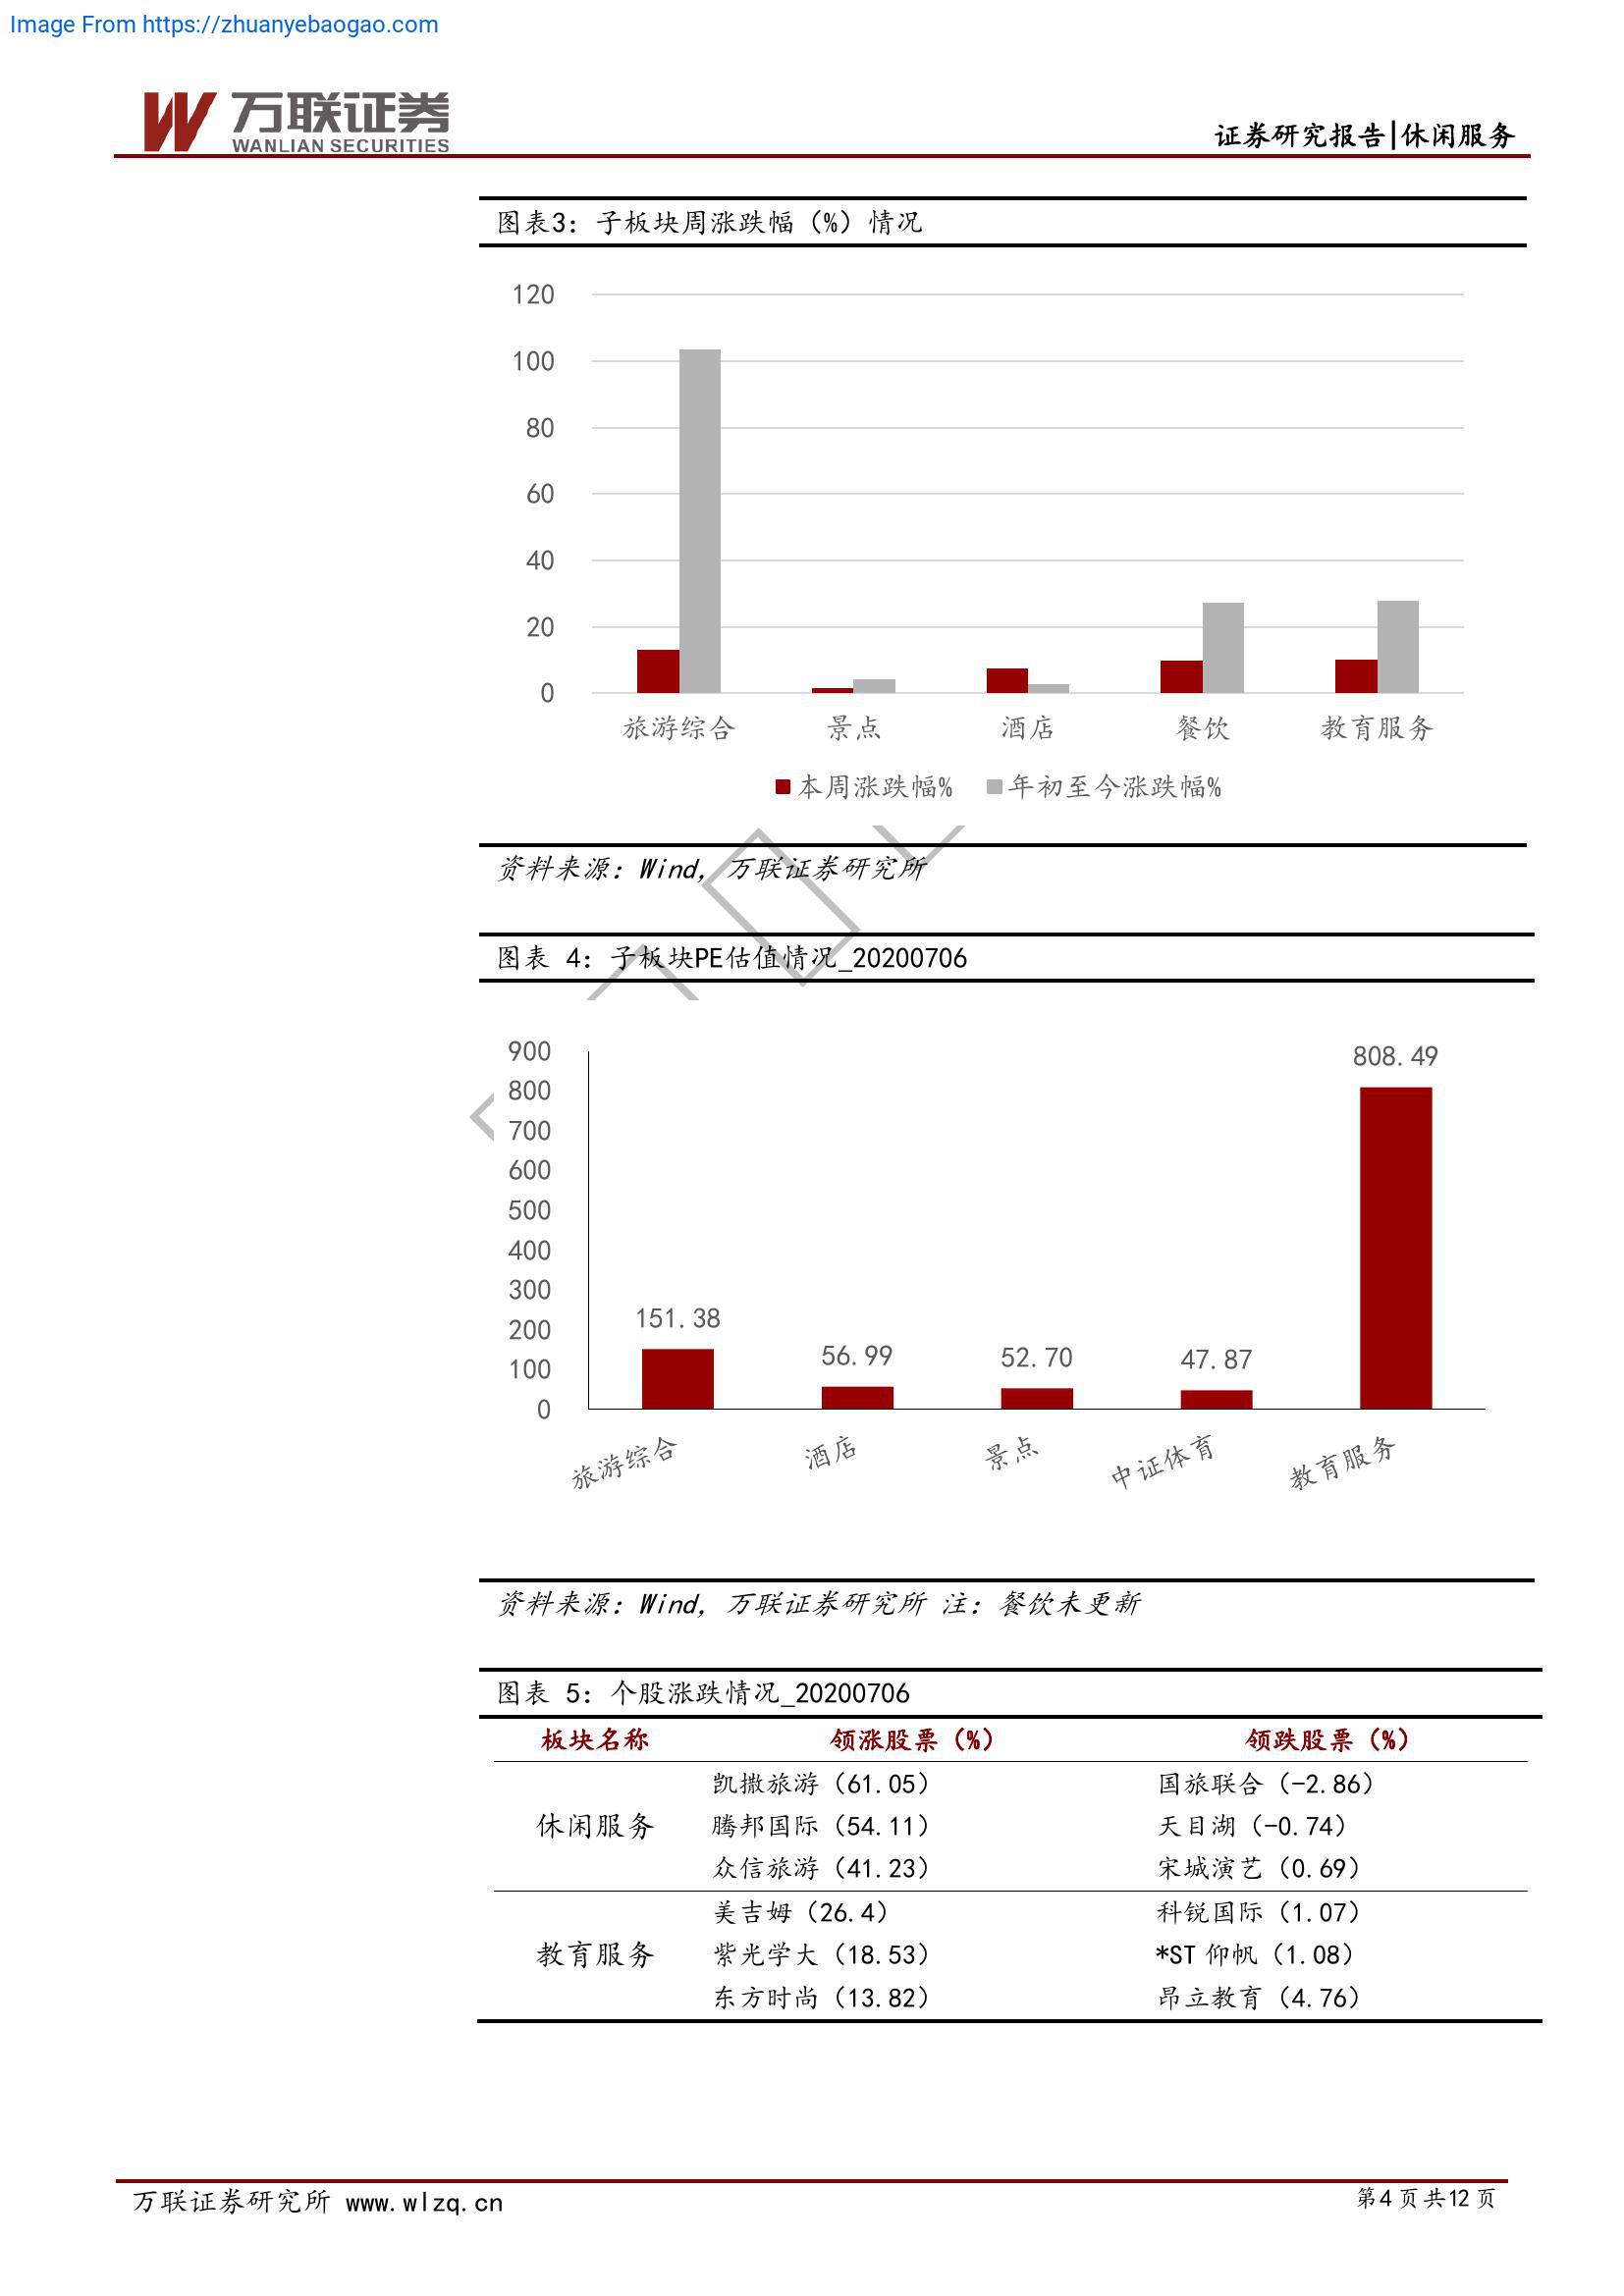 Image From https://zhuanyebaogao.com
万联证券
WANLIAN SECURITIES
证券研究报告|休闲服务
图表3：子板块周涨跌幅（%）情况
120
100
80
60
40
20
0
旅游综合 景点 酒店 餐饮 教育服务
本周涨跌幅% 年初至今涨跌幅%
资料来源：Wind，万联证券研究所
图表 4：子板块PE估值情况_20200706
900
800
700
600
500
400
300
200
100
0
151.38 56.99 52.70 47.87 808.49
旅游综合 酒店 景点 中证体育 教育服务
资料来源：Wind，万联证券研究所 注：餐饮未更新
图表 5：个股涨跌情况_20200706
板块名称 领涨股票（%） 领跌股票（%）
休闲服务
凯撒旅游（61.05） 国旅联合（-2.86）
腾邦国际（54.11） 天目湖（-0.74）
众信旅游（41.23） 宋城演艺（0.69）
教育服务
美吉姆（26.4） 科锐国际（1.07）
紫光学大（18.53） *ST 仰帆（1.08）
东方时尚（13.82） 昂立教育（4.76）
万联证券研究所 www.wlzq.cn
第4页共12页